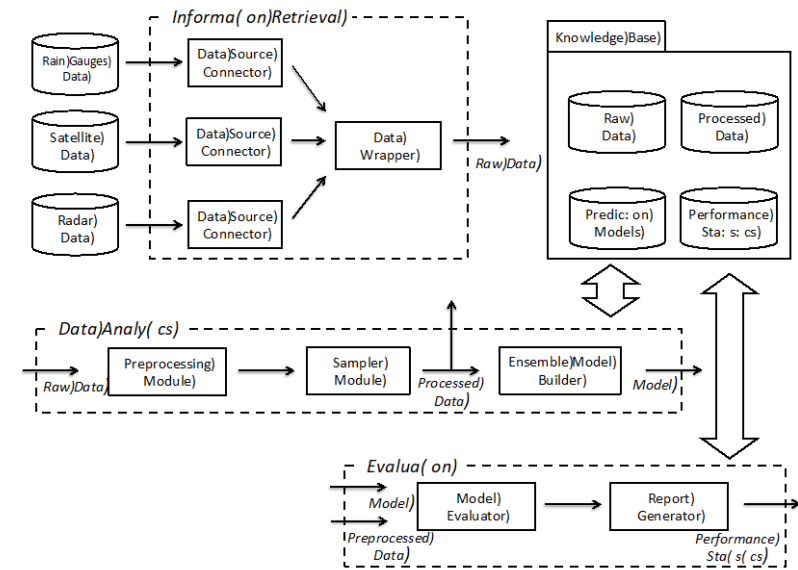 Informa( on)Retrieval)
Rain)Gauges)
Data)
Data)Source)
Connector)
Satellite)
Data)
Data)Source)
Connector)
Data)
Wrapper)
Raw)Data)
Radar)
Data)
Data)Source)
Connector)
Knowledge)Base)
Raw)
Data)
Processed)
Data)
Predic: on)
Models)
Performance)
Sta: s: cs)
Data)Analy( cs)
Raw)Data)
Preprocessing)
Module)
Sampler)
Module)
Processed)
Data)
Ensemble)Model)
Builder)
Model)
Evalua( on)
Model)
Preprocessed)
Data)
Model)
Evaluator)
Report)
Generator)
Performance)
Sta( s( cs)